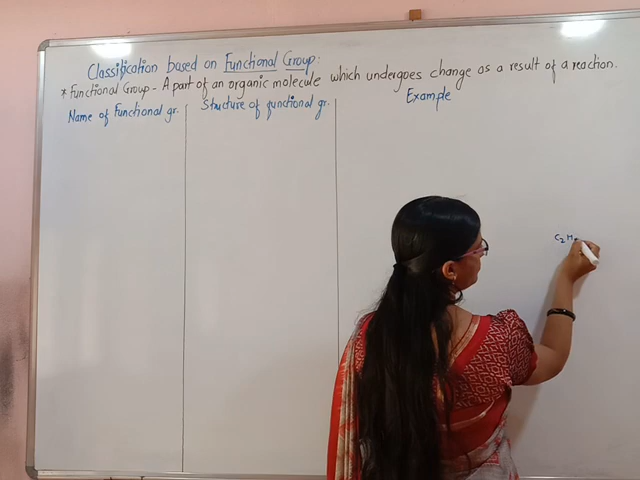 Classification based on Functional Group:
* Functional Group - A part of an organic molecule which undergoes change as a result of a reaction.
Name of Functional gr. Structure of functional gr. Example
C2H5